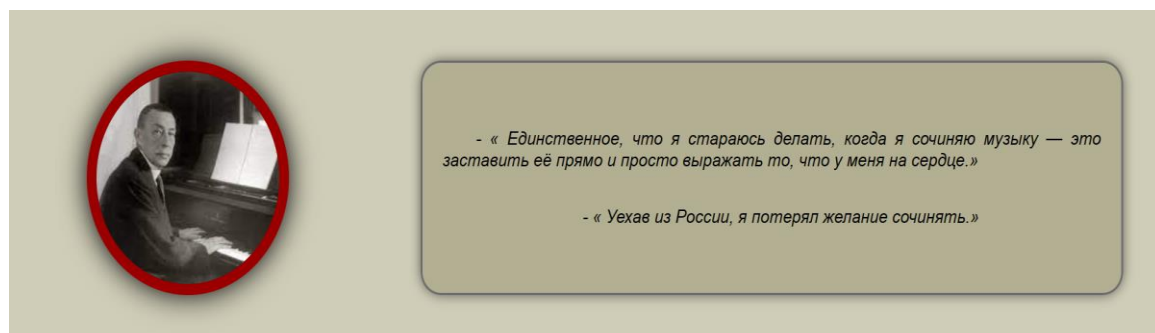 - « Единственное, что я стараюсь делать, когда я сочиняю музыку — это
заставить её прямо и просто выражать то, что у меня на сердце.»
- « Уехав из России, я потерял желание сочинять.»